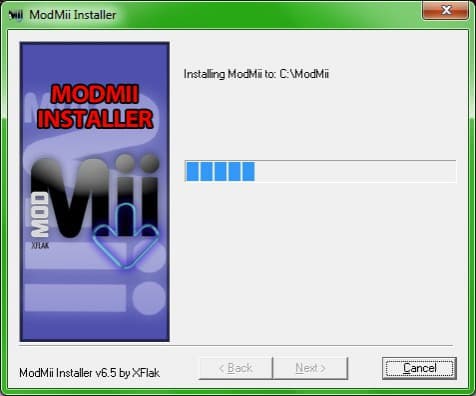 ModMii Installer
Installing ModMii to: C:\ModMii
MODMII
INSTALLER
MOD
Mii
XFLAK
ModMii Installer v6.5 by XFlak
< Back
Next >
Cancel